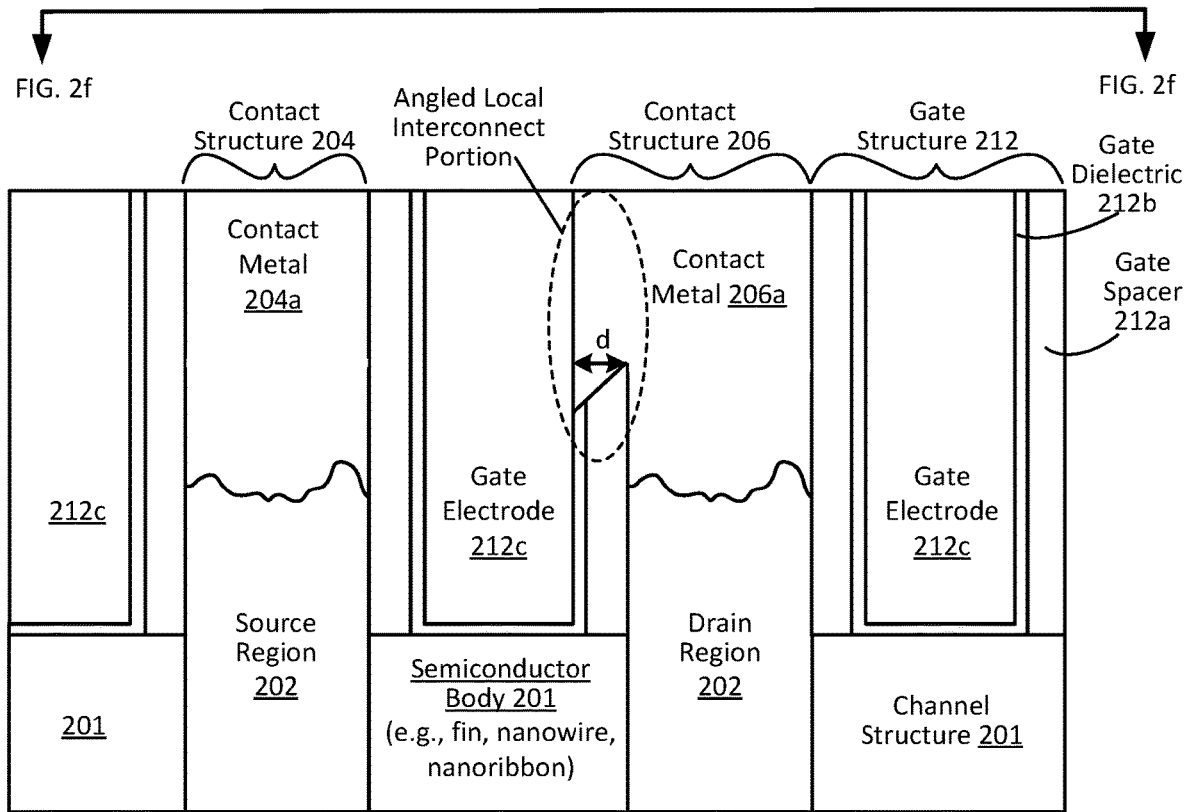 FIG. 2f
FIG. 2f
Contact
Structure 204
Angled Local
Interconnect
Portion
Contact
Structure 206
Gate
Structure 212
Gate
Dielectric
212b
Gate
Spacer
212a
Contact
Metal
204a
Contact
Metal 206a
d
212c
Gate
Electrode
212c
Gate
Electrode
212c
Source
Region
202
Drain
Region
202
201
Semiconductor
Body 201
(e.g., fin, nanowire,
nanoribbon)
Channel
Structure 201